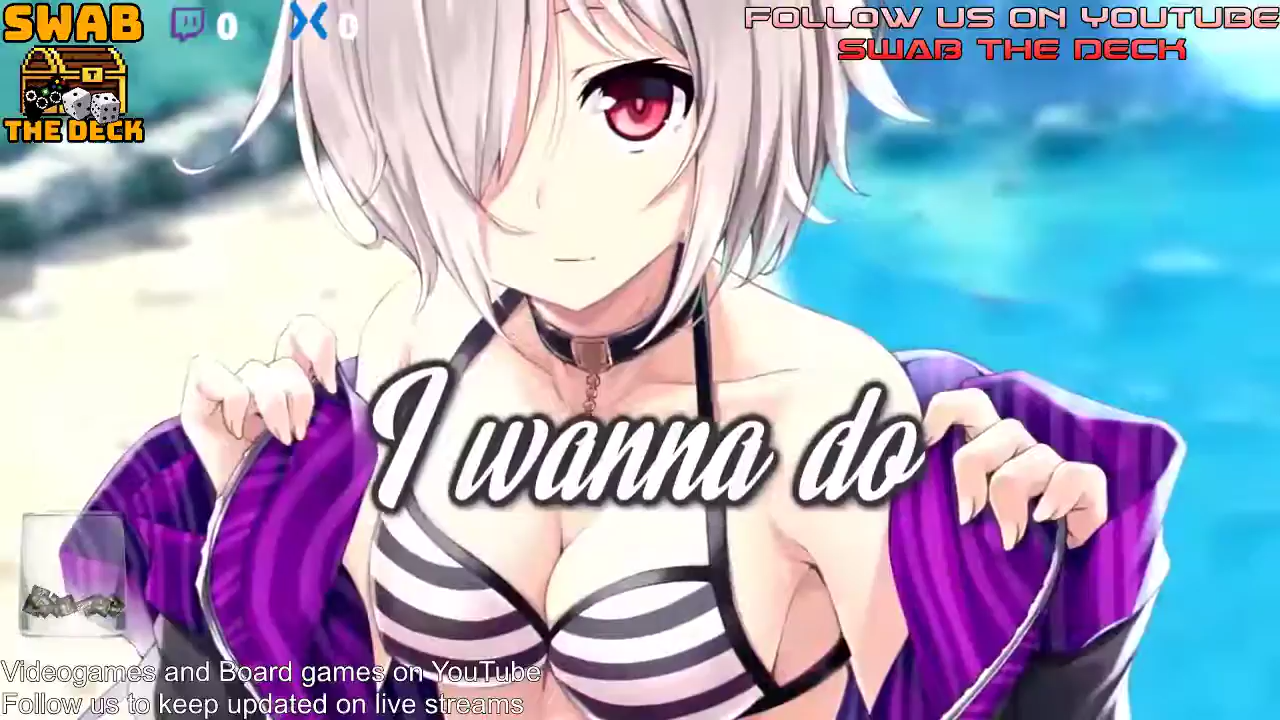 SWAB
THE DECK
0
0
FOLLOW US ON YOUTUBE
SWAB THE DECK
I wanna do
Videogames and Board games on YouTube
Follow us to keep updated on live streams